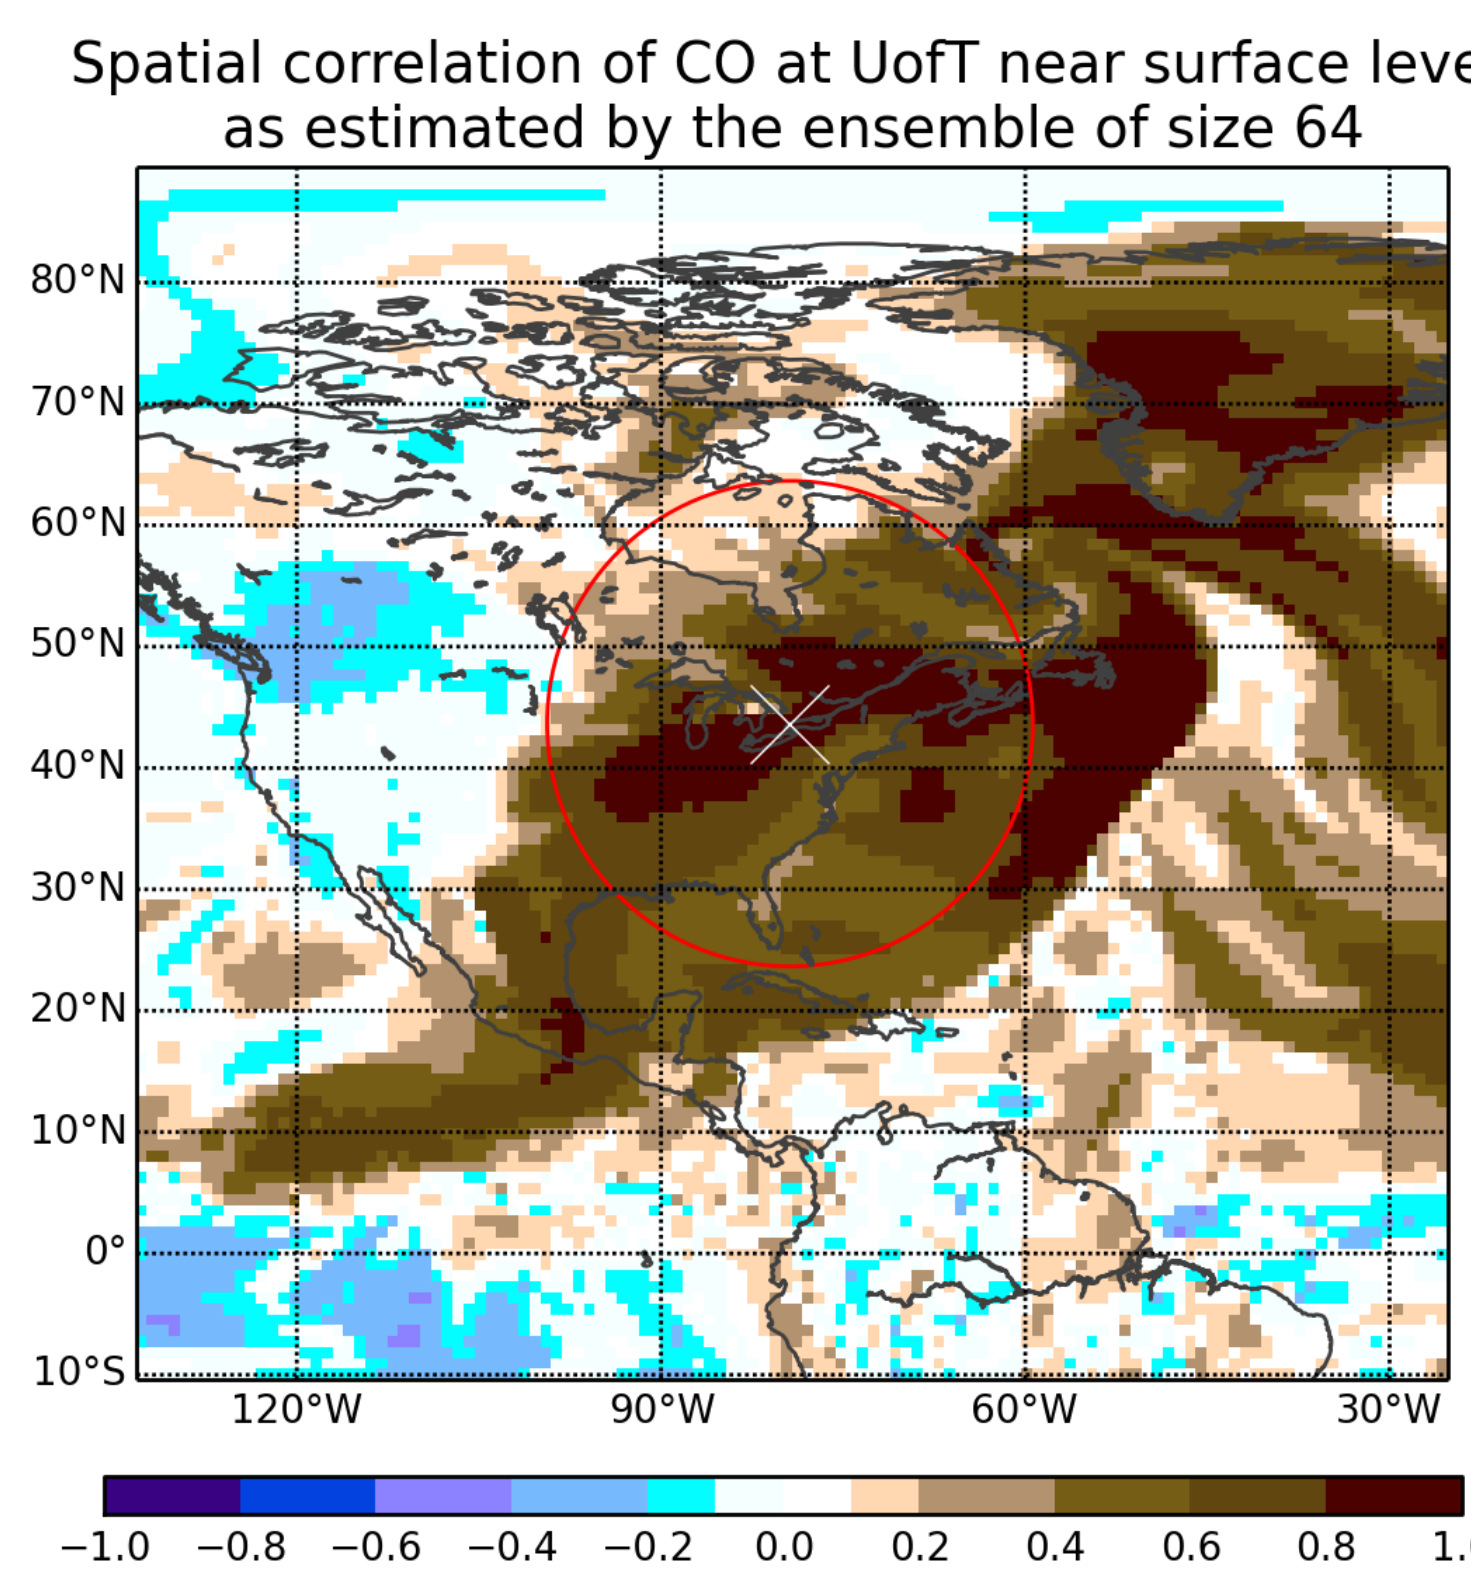 Spatial correlation of CO at UofT near surface leve
as estimated by the ensemble of size 64
80°N
70°N
60°N
50°N
40°N
30°N
20°N
10°N
0°
10°S
120°W 90°W 60°W 30°W
−1.0 −0.8 −0.6 −0.4 −0.2 0.0 0.2 0.4 0.6 0.8 1.